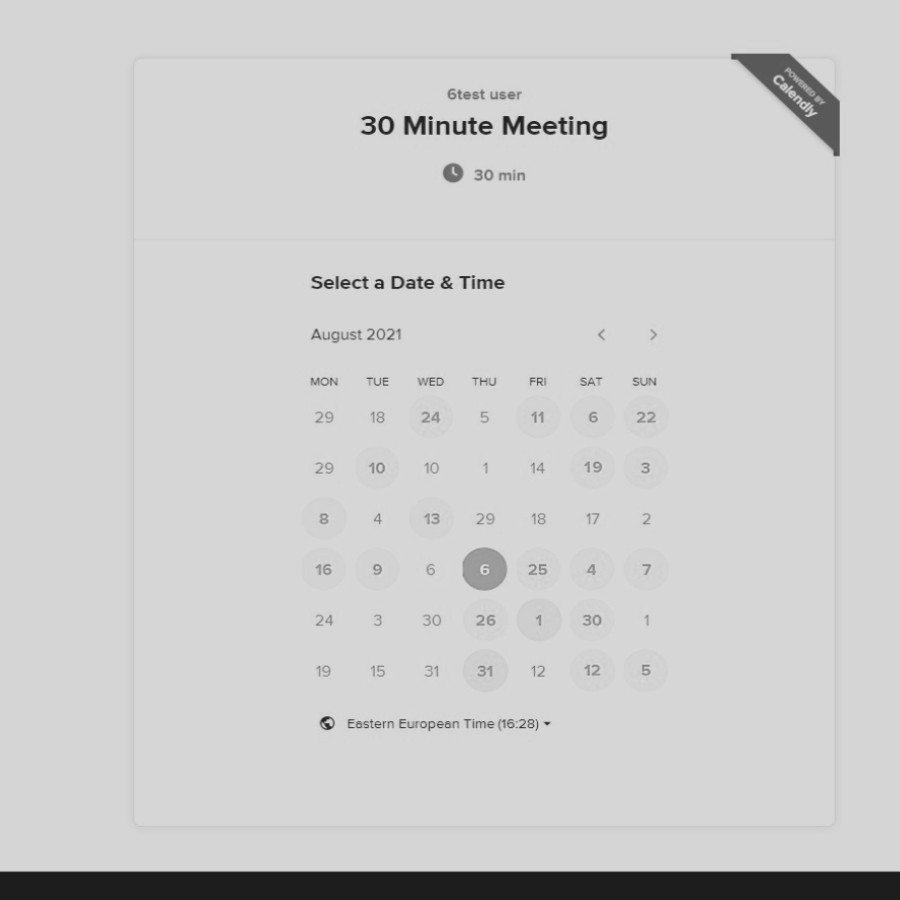 POWERED BY
Calendly
6test user
30 Minute Meeting
30 min
Select a Date & Time
August 2021
MON TUE WED THU FRI SAT SUN
29 18 24 5 11 6 22
29 10 10 1 14 19 3
8 4 13 29 18 17 2
16 9 6 6 25 4 7
24 3 30 26 1 30 1
19 15 31 31 12 12 5
Eastern European Time (16:28)